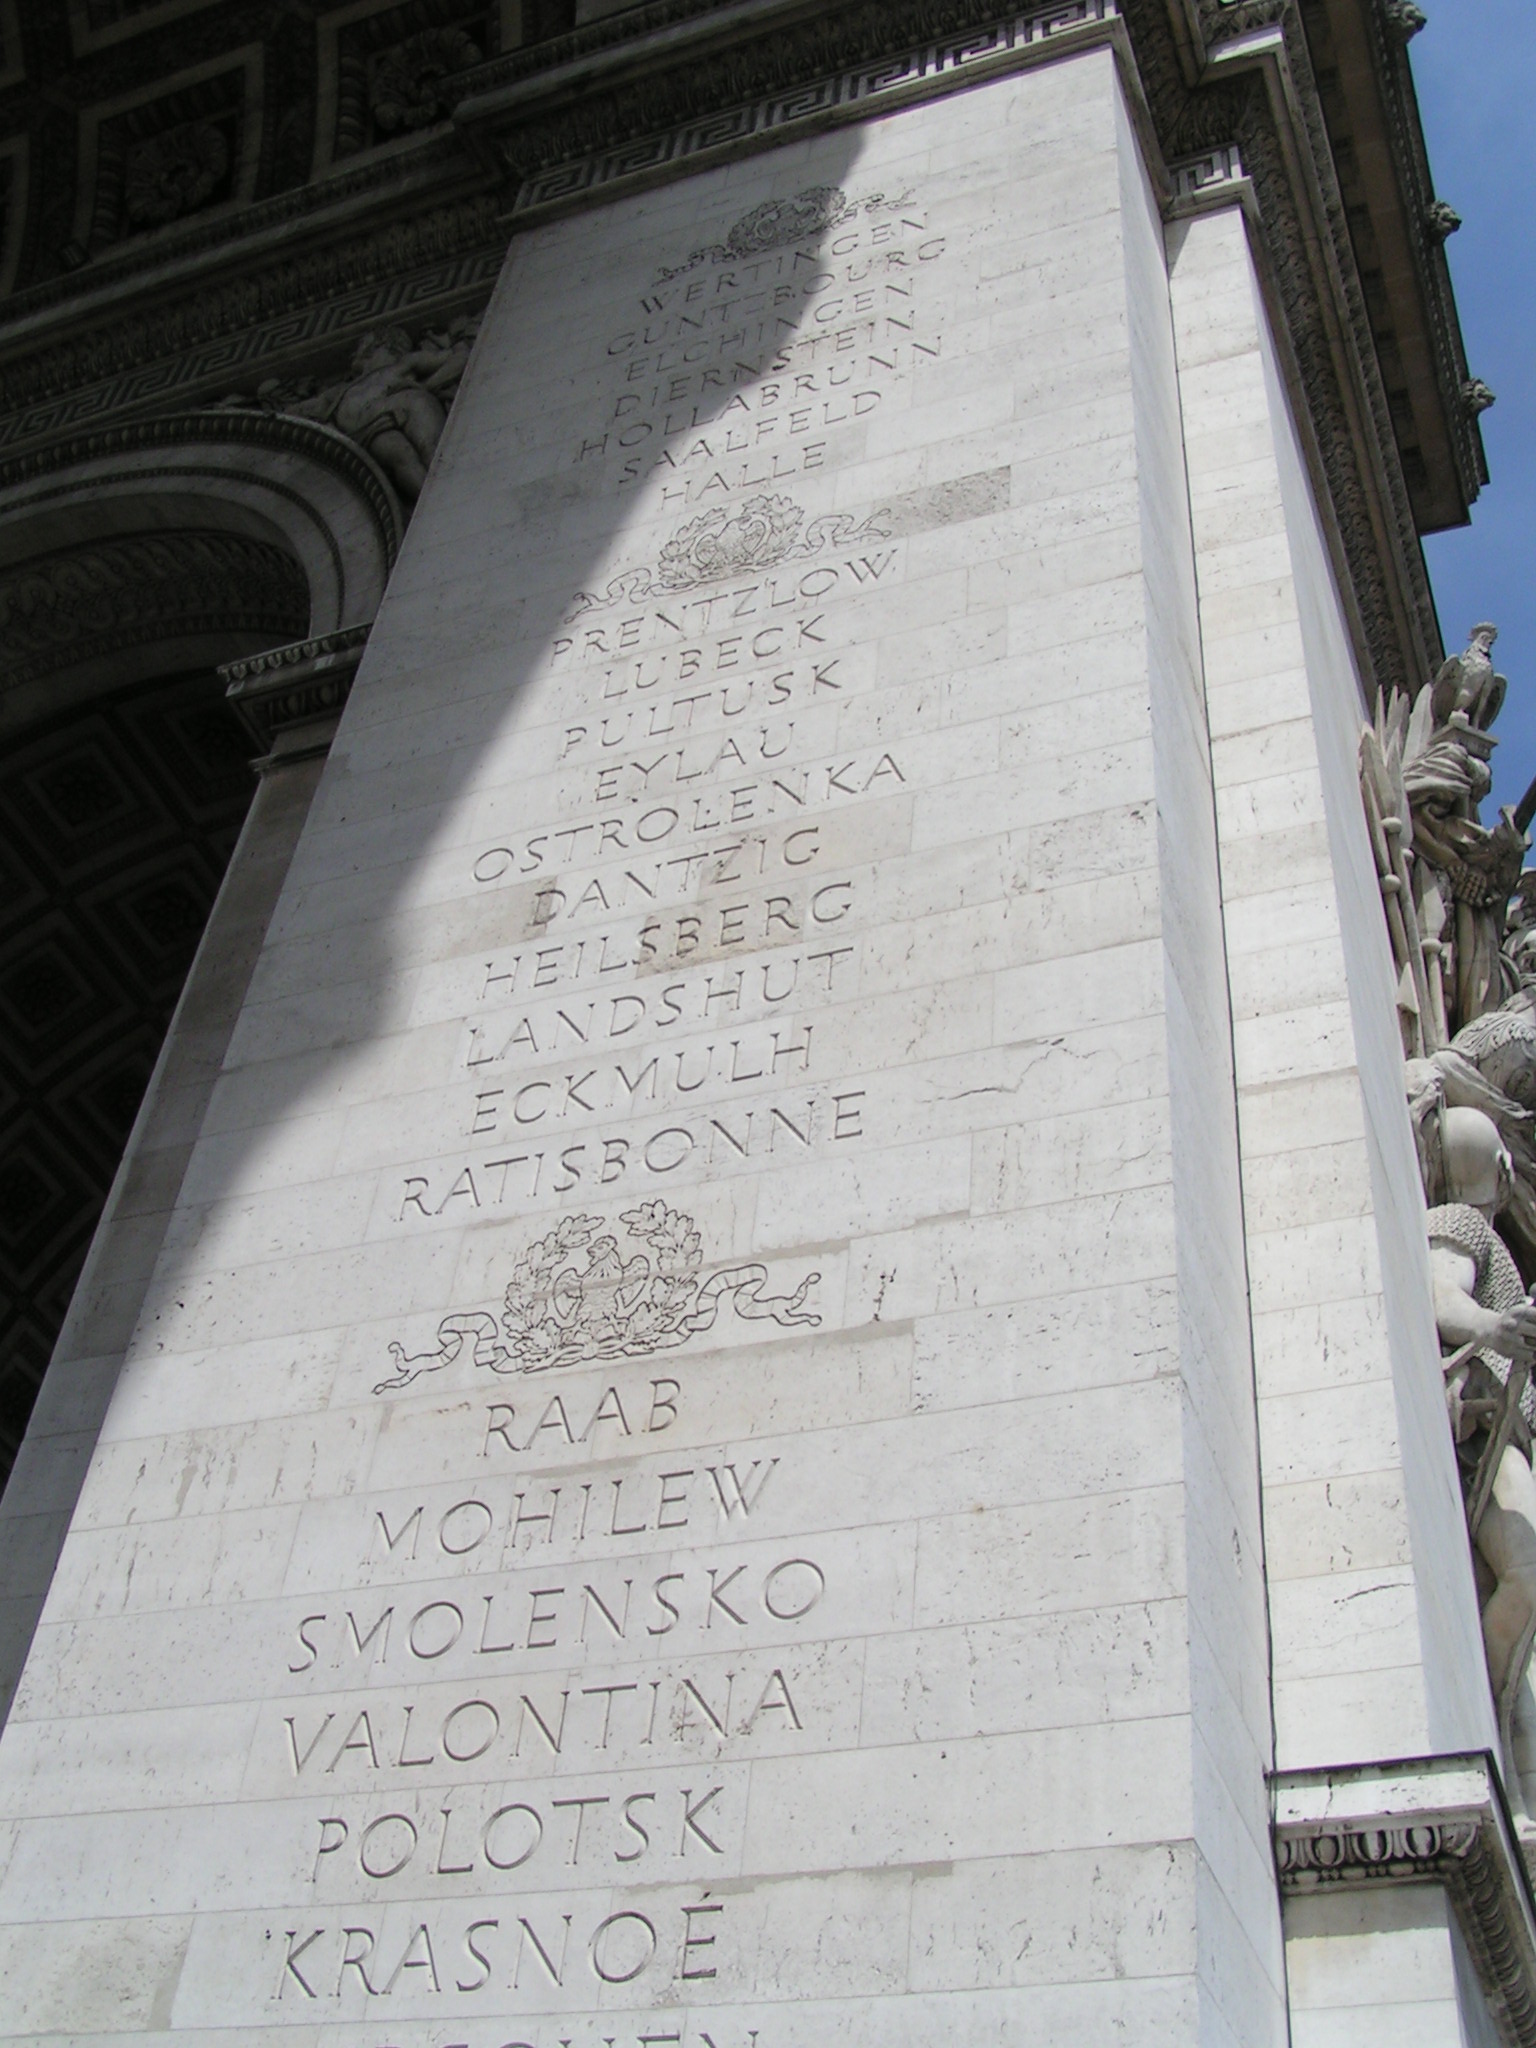 WERTINGEN
GUNTZBOURG
ELCHINGEN
DIERNSTEIN
HOLLABRUNN
SAALFELD
HALLE
PRENTZLOW
LUBECK
PULTUSK
EYLAU
OSTROLENKA
DANTZIG
HEILSBERG
LANDSHUT
ECKMULH
RATISBONNE
RAAB
MOHILEW
SMOLENSKO
VALONTINA
POLOTSK
KRASNOÉ